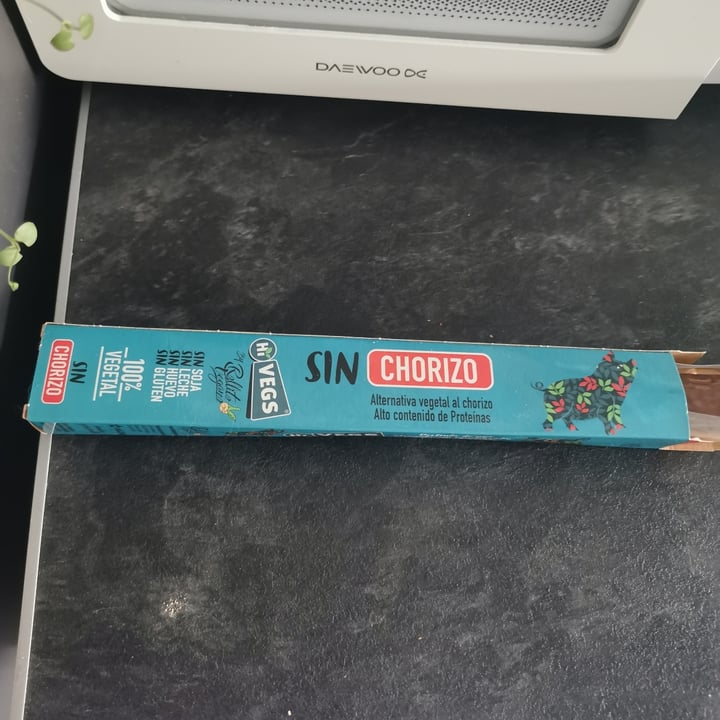 DAEWOO
SIN CHORIZO
Alternativa vegetal al chorizo
Alto contenido de Proteínas
Hi
VEGS
SIN SOJA
SIN LECHE
SIN HUEVO
SIN GLUTEN
100%
VEGETAL
SIN
CHORIZO